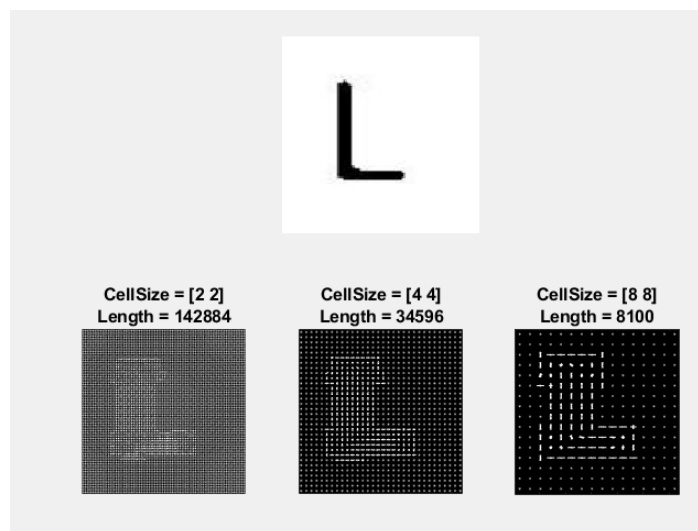 L
CellSize = [2 2]
Length = 142884
CellSize = [4 4]
Length = 34596
CellSize = [8 8]
Length = 8100